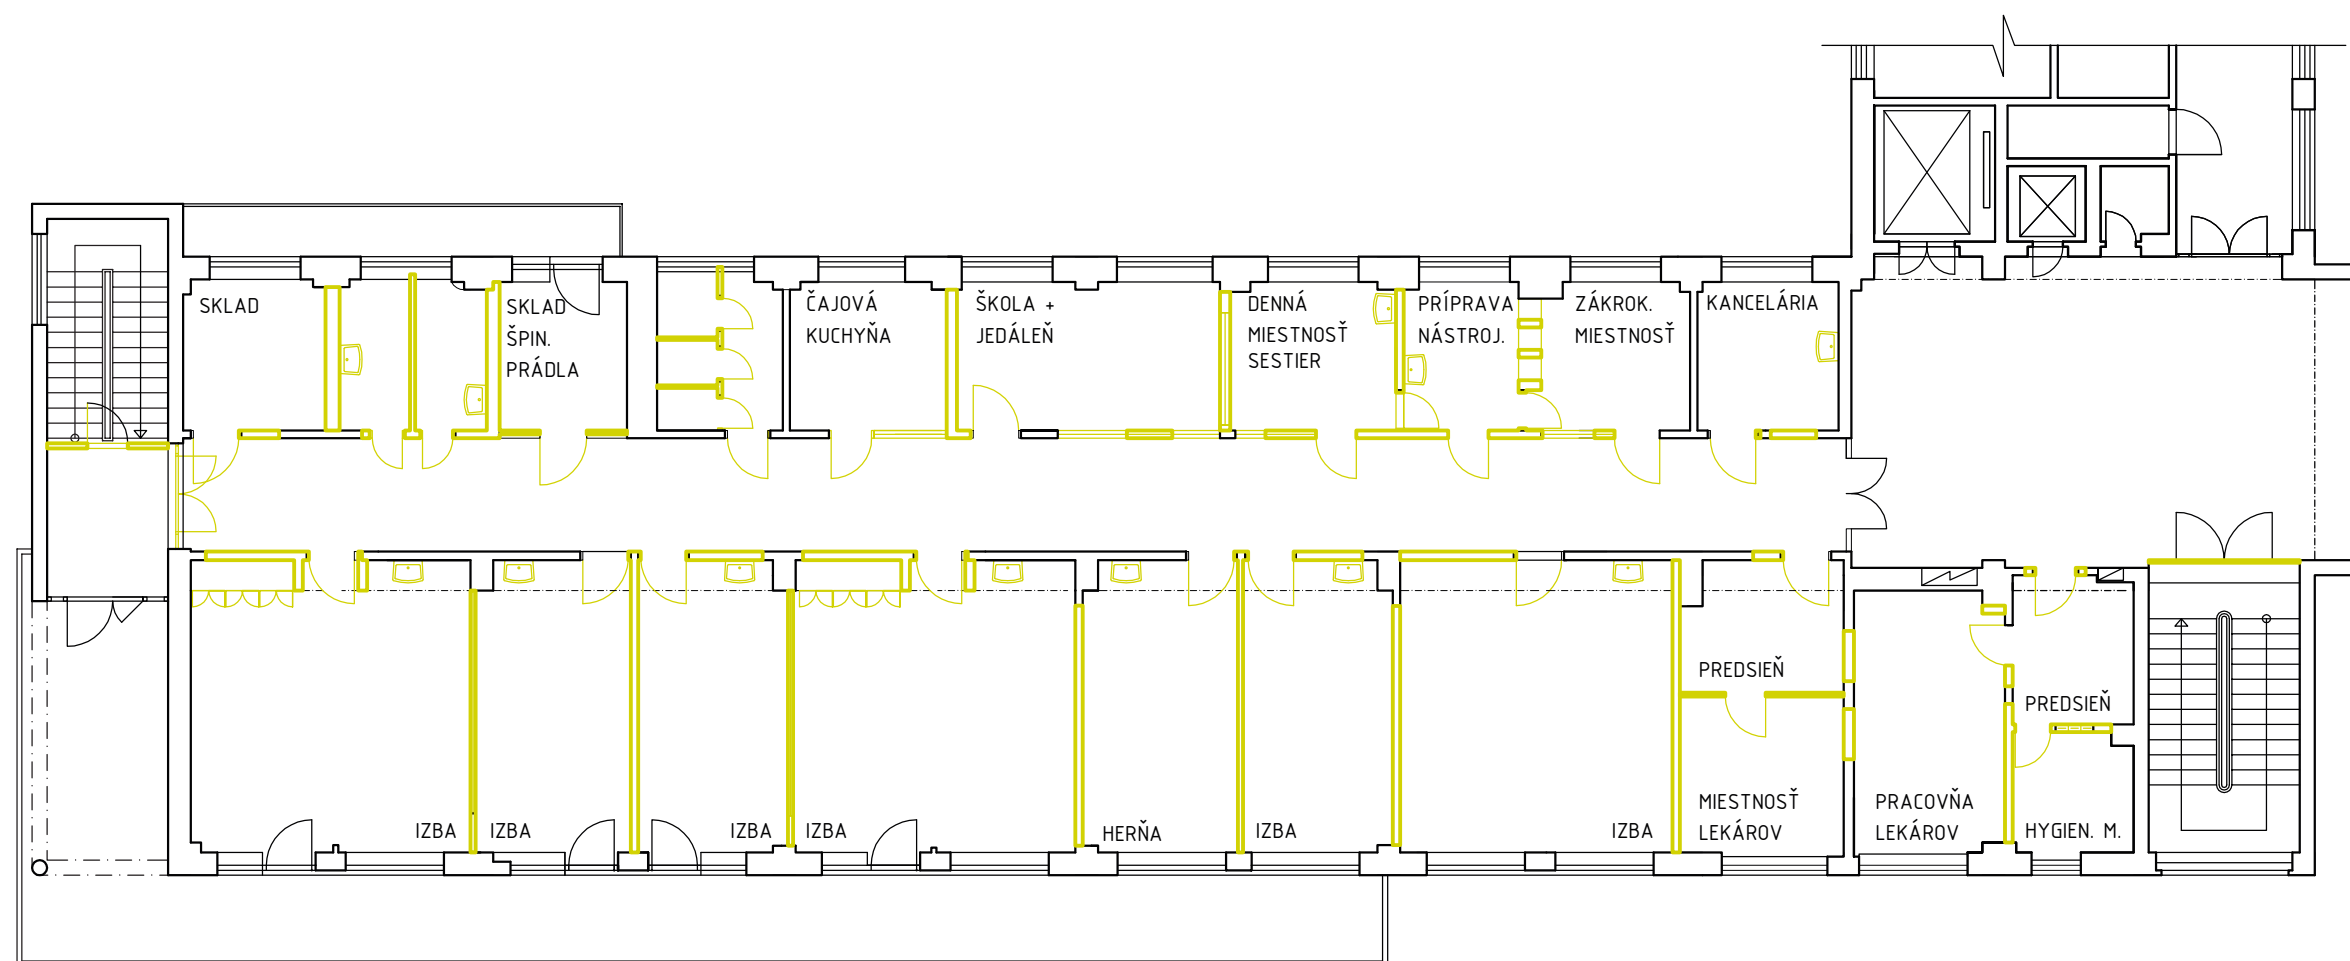 SKLAD
SKLAD
ŠPIN.
PRÁDLA
ČAJOVÁ
KUCHYŇA
ŠKOLA +
JEDÁLEŇ
DENNÁ
MIESTNOSŤ
SESTIER
PRÍPRAVA
NÁSTROJ.
ZÁKROK.
MIESTNOSŤ
KANCELÁRIA
IZBA
IZBA
IZBA
IZBA
HERŇA
IZBA
IZBA
PREDSIEŇ
MIESTNOSŤ
LEKÁROV
PRACOVŇA
LEKÁROV
PREDSIEŇ
HYGIEN. M.